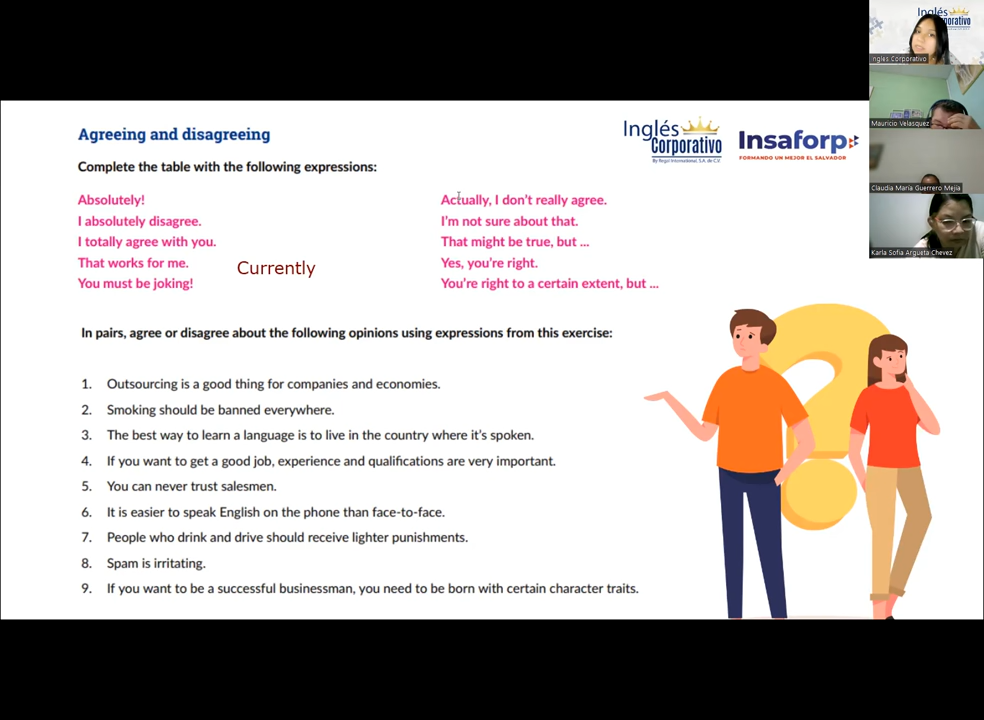 Agreeing and disagreeing
Complete the table with the following expressions:
Absolutely!
I absolutely disagree.
I totally agree with you.
That works for me.
You must be joking!
Currently
Actually, I don't really agree.
I'm not sure about that.
That might be true, but ...
Yes, you're right.
You're right to a certain extent, but ...
In pairs, agree or disagree about the following opinions using expressions from this exercise:
1. Outsourcing is a good thing for companies and economies.
2. Smoking should be banned everywhere.
3. The best way to learn a language is to live in the country where it's spoken.
4. If you want to get a good job, experience and qualifications are very important.
5. You can never trust salesmen.
6. It is easier to speak English on the phone than face-to-face.
7. People who drink and drive should receive lighter punishments.
8. Spam is irritating.
9. If you want to be a successful businessman, you need to be born with certain character traits.
Inglés
Corporativo
By Regal International, S.A. de C.V.
Insaforp
FORMANDO UN MEJOR EL SALVADOR
Inglés
Ingles Corporativo
Mauricio Velasquez
Claudia María Guerrero Mejía
Karla Sofia Argueta Chevez